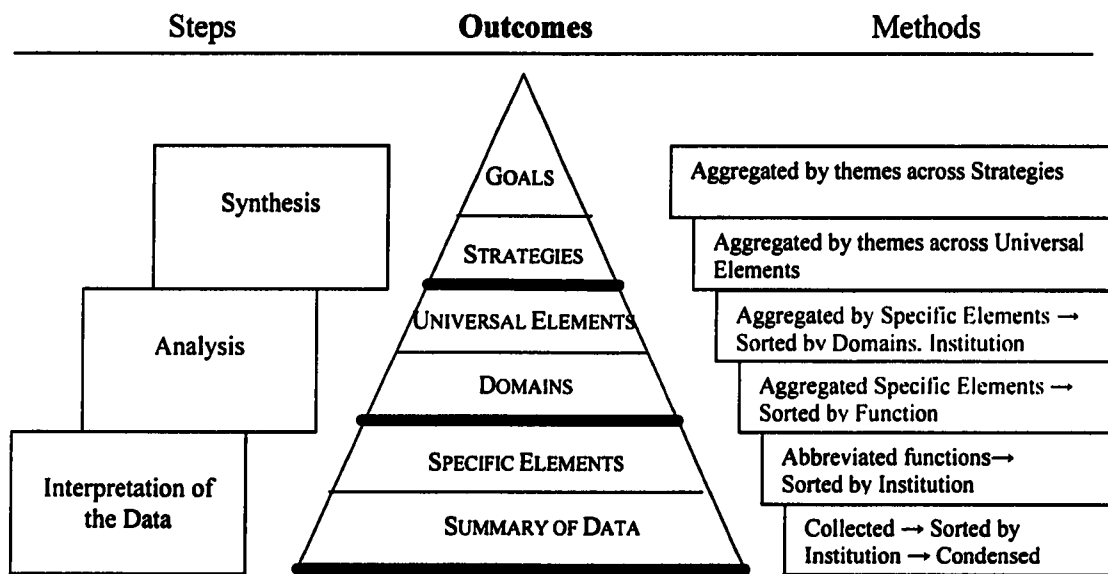 Steps Outcomes Methods
Synthesis
Analysis
Interpretation of
the Data
GOALS
STRATEGIES
UNIVERSAL ELEMENTS
DOMAINS
SPECIFIC ELEMENTS
SUMMARY OF DATA
Aggregated by themes across Strategies
Aggregated by themes across Universal
Elements
Aggregated by Specific Elements →
Sorted by Domains, Institution
Aggregated Specific Elements →
Sorted by Function
Abbreviated functions→
Sorted by Institution
Collected → Sorted by
Institution → Condensed